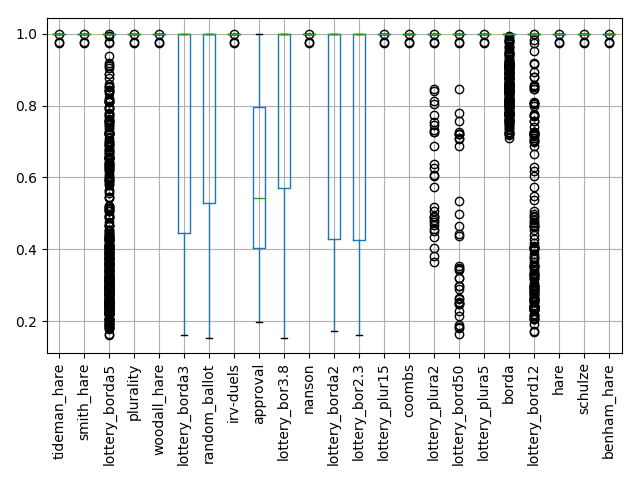 1.0
0.8
0.6
0.4
0.2
tideman_hare
smith_hare
lottery_borda5
plurality
woodall_hare
lottery_borda3
random_ballot
irv-duels
approval
lottery_bor3.8
nanson
lottery_borda2
lottery_bor2.3
lottery_plur15
coombs
lottery_plura2
lottery_bord50
lottery_plura5
borda
lottery_bord12
hare
schulze
benham_hare